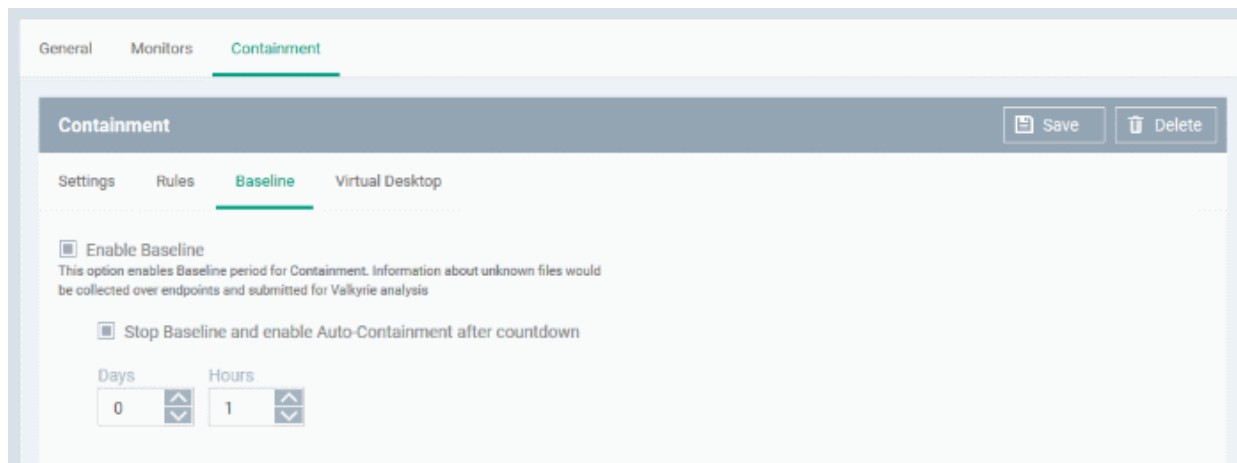 General Monitors Containment
Containment Save Delete
Settings Rules Baseline Virtual Desktop
Enable Baseline
This option enables Baseline period for Containment. Information about unknown files would
be collected over endpoints and submitted for Valkyrie analysis
Stop Baseline and enable Auto-Containment after countdown
Days Hours
0 1